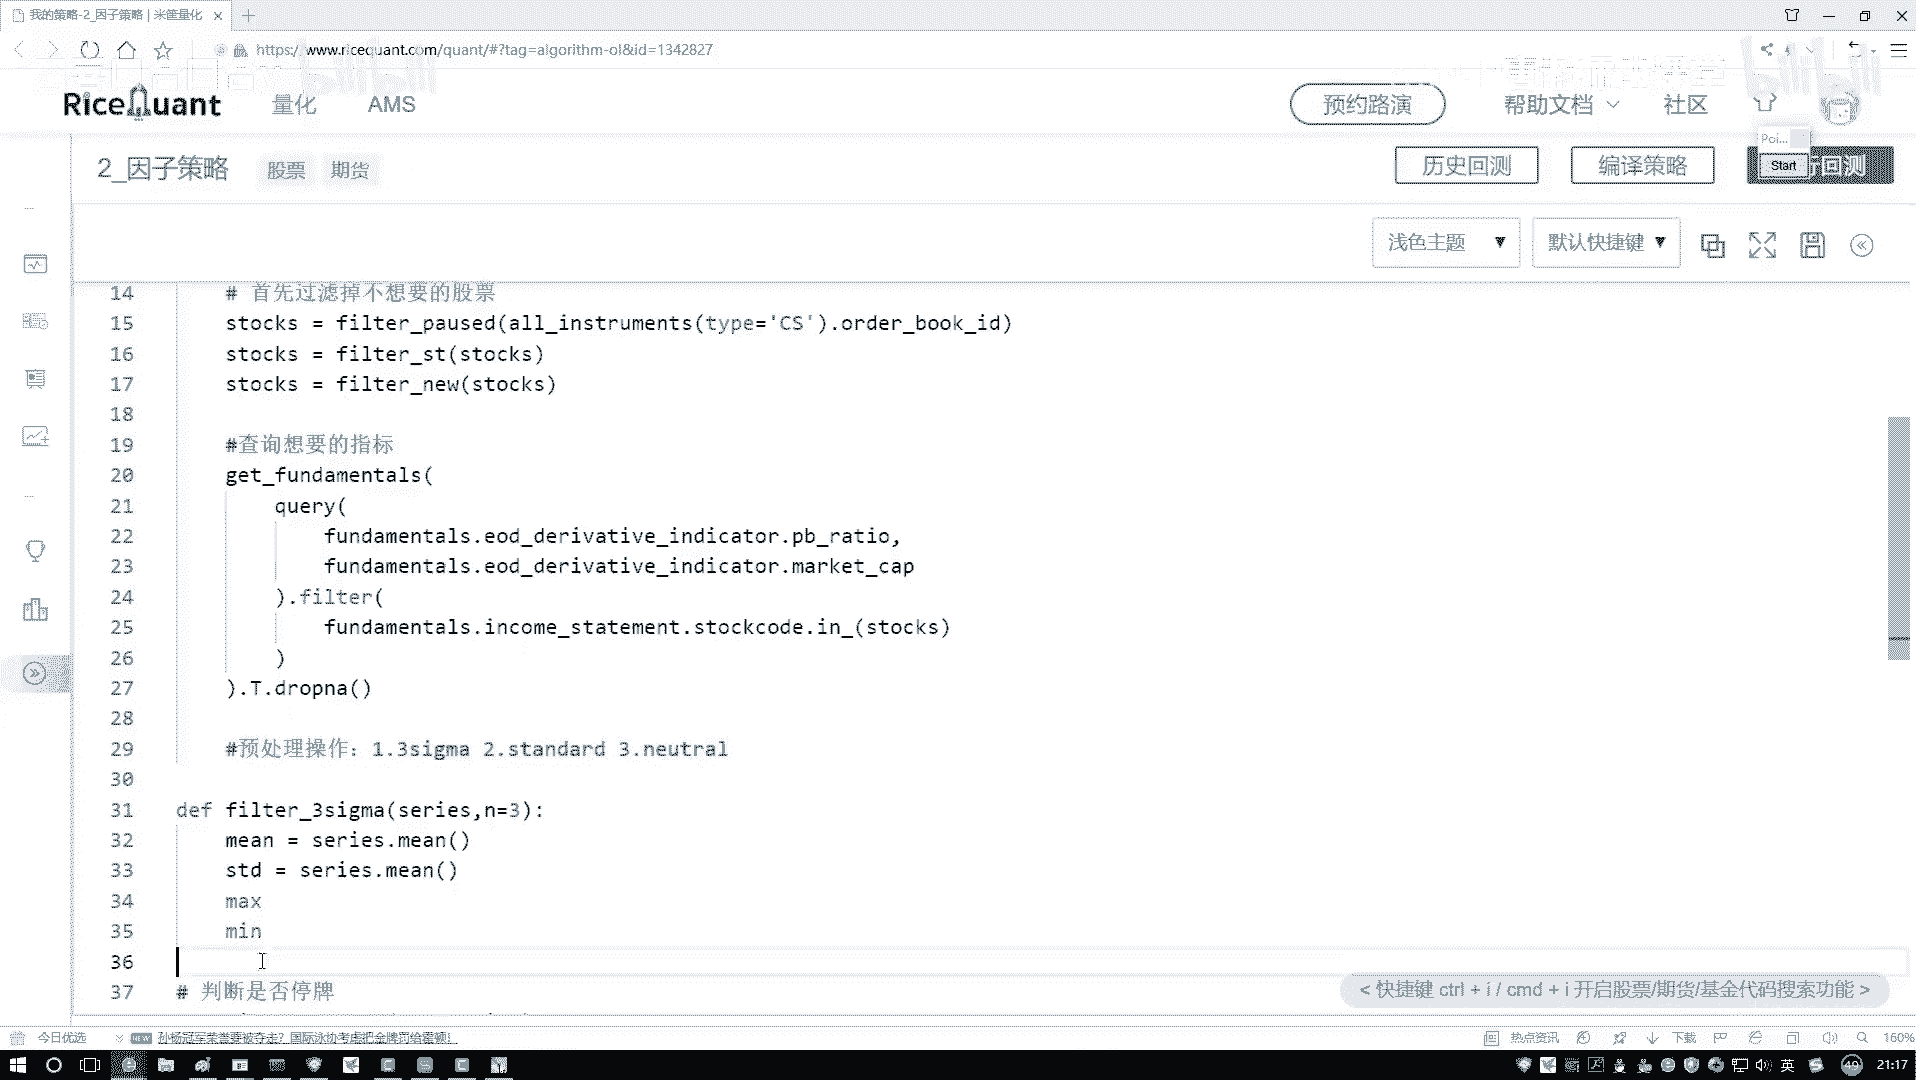 我的策略-2_因子策略 | 米筐量化
https://www.ricequant.com/quant/#?tag=algorithm-ol&id=1342827
RiceQuant 量化 AMS 预约路演 帮助文档 社区
Poi...
2_因子策略 股票 期货 历史回测 编译策略 Start 回测
浅色主题 ▼ 默认快捷键 ▼
14 # 首先过滤掉不想要的股票
15 stocks = filter_paused(all_instruments(type='CS').order_book_id)
16 stocks = filter_st(stocks)
17 stocks = filter_new(stocks)
18
19 #查询想要的指标
20 get_fundamentals(
21 query(
22 fundamentals.eod_derivative_indicator.pb_ratio,
23 fundamentals.eod_derivative_indicator.market_cap
24 ).filter(
25 fundamentals.income_statement.stockcode.in_(stocks)
26 )
27 ).T.dropna()
28
29 #预处理操作：1.3sigma 2.standard 3.neutral
30
31 def filter_3sigma(series,n=3):
32 mean = series.mean()
33 std = series.mean()
34 max
35 min
36
37 # 判断是否停牌
< 快捷键 ctrl + i / cmd + i 开启股票/期货/基金代码搜索功能 >
今日优选 NEW 孙杨冠军荣誉要被夺走？国际泳协考虑把金牌罚给霍顿！ 热点资讯 下载 160%
英 49 21:17